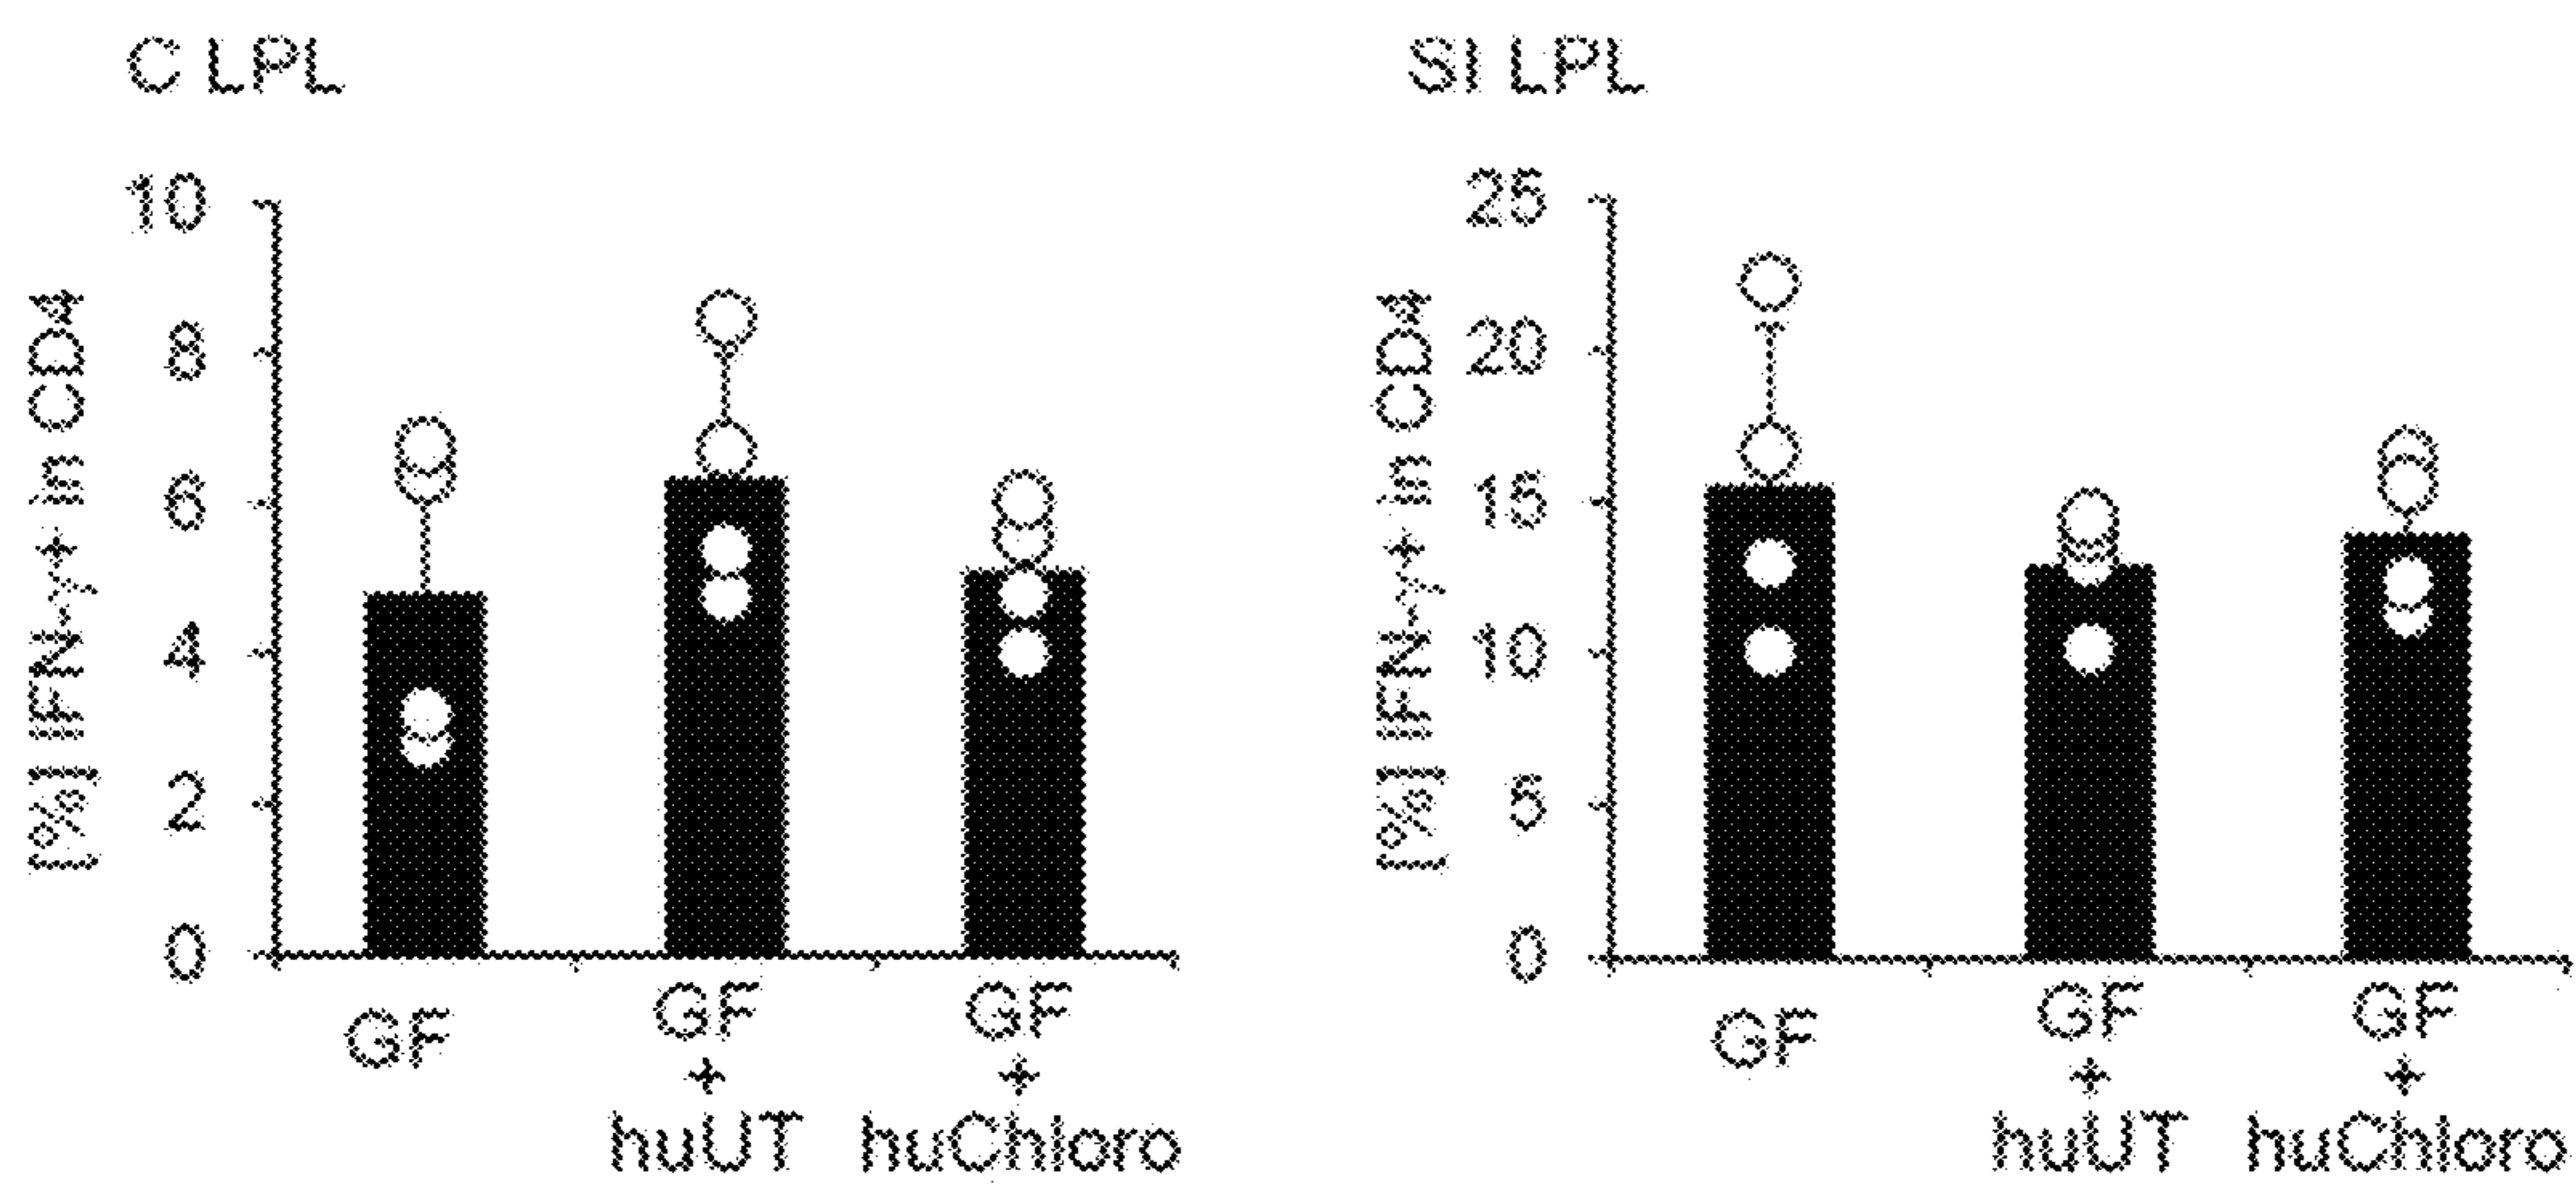 C LPL
[%] IFN-γ+ in CD4
10
8
6
4
2
0
GF
GF
+
huUT
GF
+
huChloro
SI LPL
[%] IFN-γ+ in CD4
25
20
15
10
5
0
GF
GF
+
huUT
GF
+
huChloro